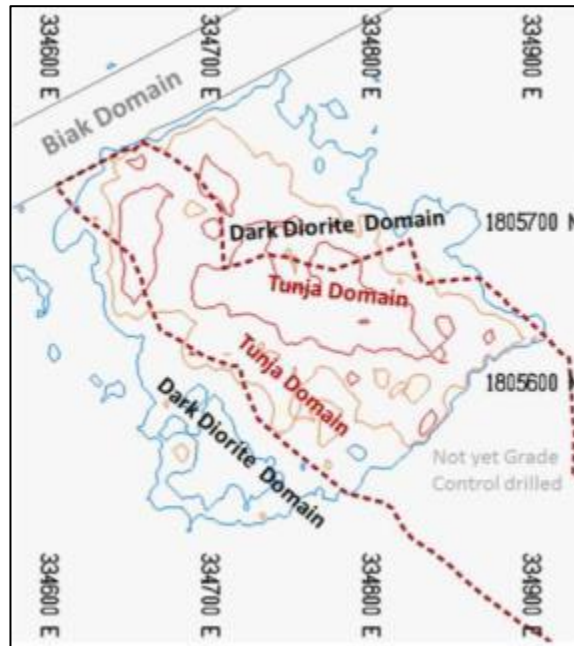 334600 E
334700 E
334800 E
334900 E
Biak Domain
Dark Diorite Domain
1805700 N
Tunja Domain
Tunja Domain
1805600 N
Dark Diorite Domain
Not yet Grade
Control drilled
334600 E
334700 E
334800 E
334900 E